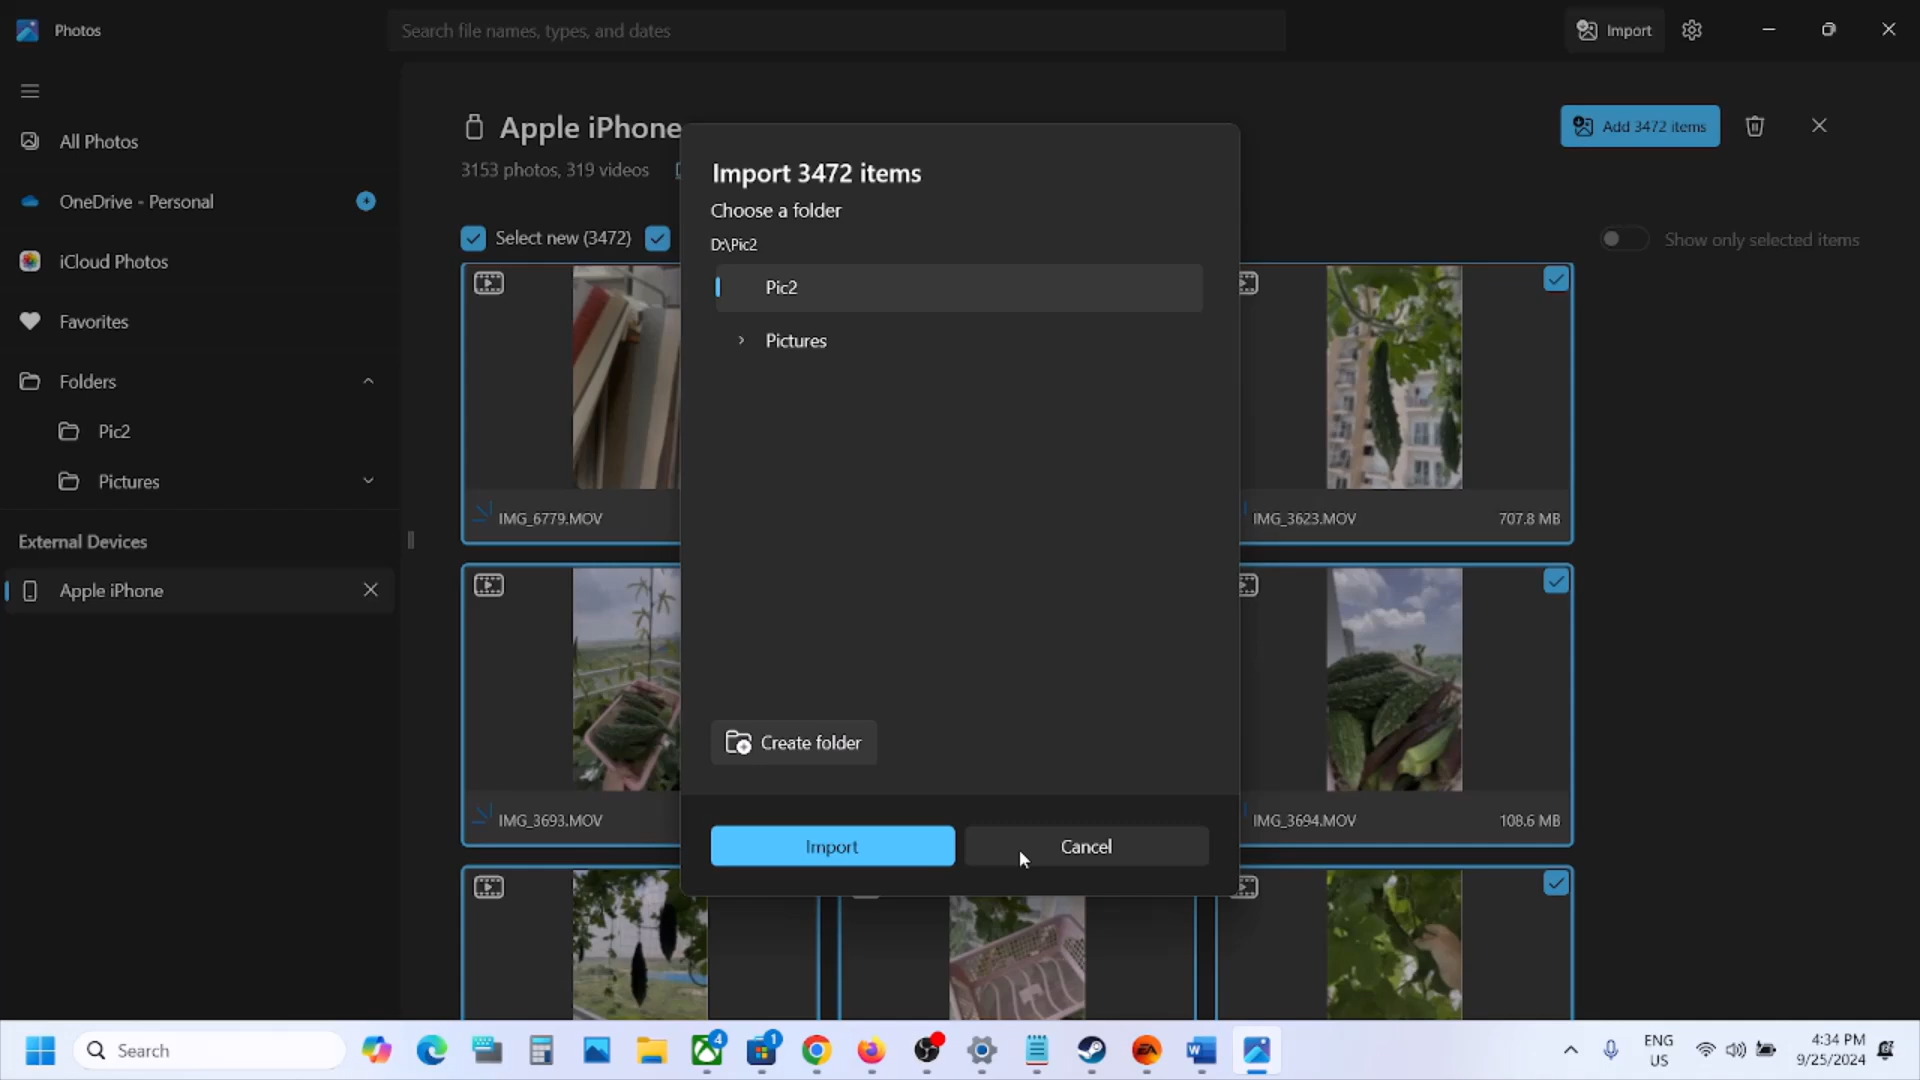 Photos
Search file names, types, and dates
Import
All Photos
OneDrive - Personal
iCloud Photos
Favorites
Folders
Pic2
Pictures
External Devices
Apple iPhone
Apple iPhone
3153 photos, 319 videos
Add 3472 items
Select new (3472)
Show only selected items
IMG_6779.MOV
IMG_3623.MOV
707.8 MB
IMG_3693.MOV
IMG_3694.MOV
108.6 MB
Import 3472 items
Choose a folder
D:\Pic2
Pic2
Pictures
Create folder
Import
Cancel
Search
4
1
ENG
US
4:34 PM
9/25/2024